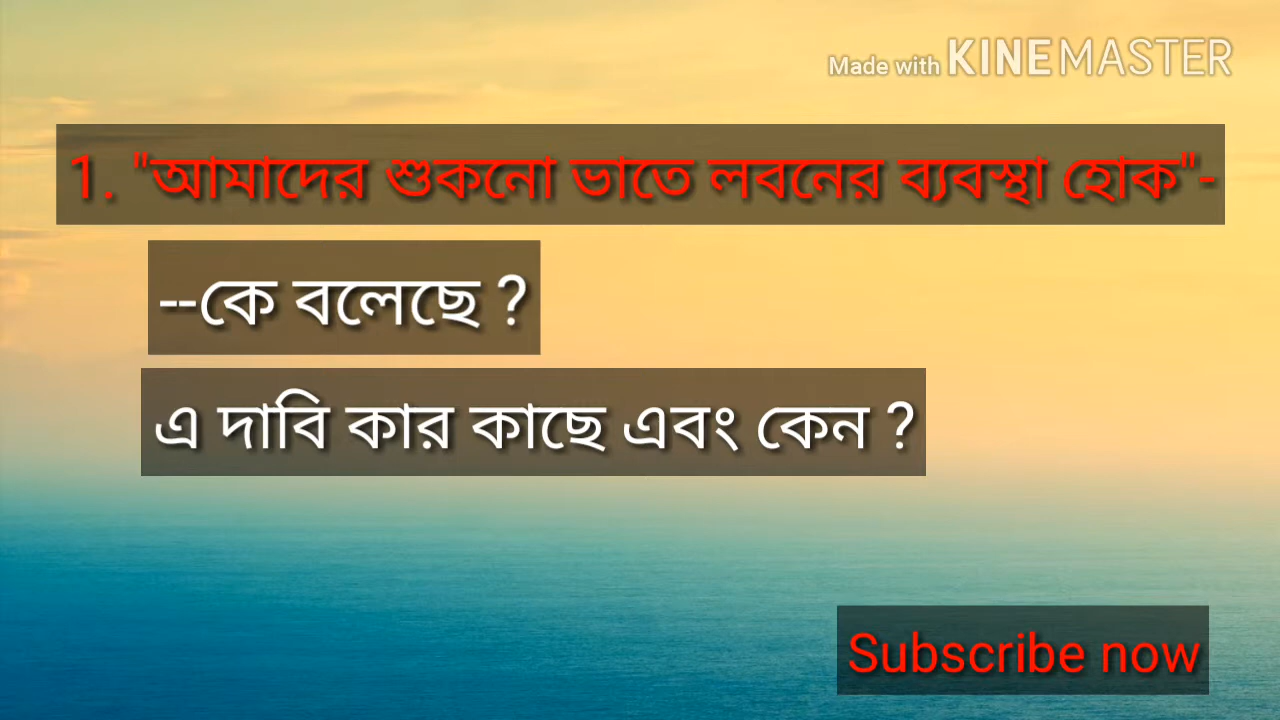 Made with KINEMASTER
1. "আমাদের শুকনো ভাতে লবনের ব্যবস্থা হোক"-
--কে বলেছে ?
এ দাবি কার কাছে এবং কেন ?
Subscribe now